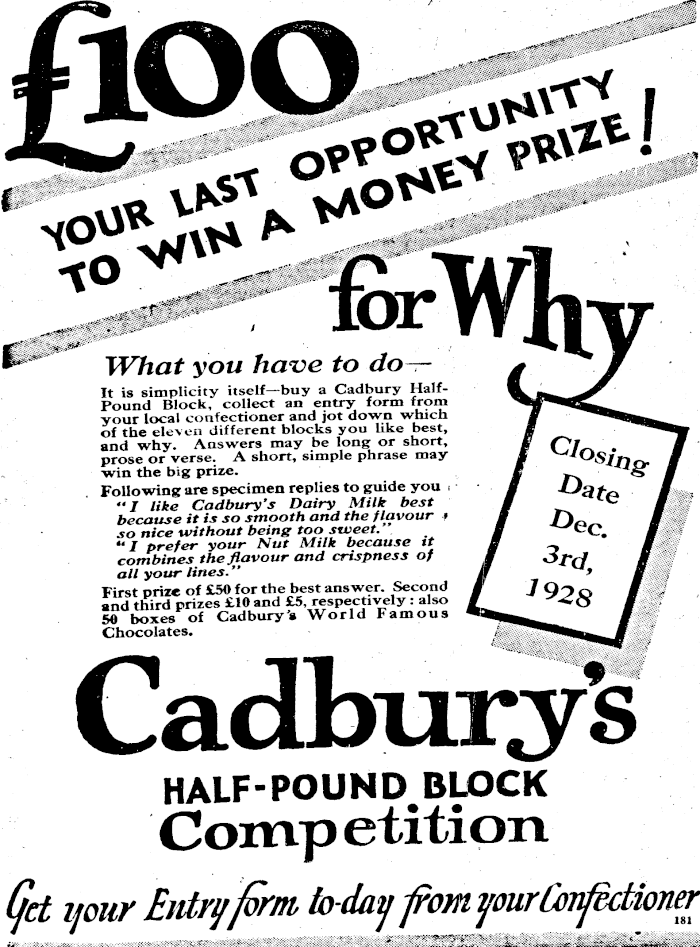 £100
YOUR LAST OPPORTUNITY
TO WIN A MONEY PRIZE!
for Why
What you have to do—
It is simplicity itself—buy a Cadbury Half-
Pound Block, collect an entry form from
your local confectioner and jot down which
of the eleven different blocks you like best,
and why. Answers may be long or short,
prose or verse. A short, simple phrase may
win the big prize.
Following are specimen replies to guide you
"I like Cadbury's Dairy Milk best
because it is so smooth and the flavour
so nice without being too sweet."
"I prefer your Nut Milk because it
combines the flavour and crispness of
all your lines."
First prize of £50 for the best answer. Second
and third prizes £10 and £5, respectively: also
50 boxes of Cadbury's World Famous
Chocolates.
Closing
Date
Dec.
3rd,
1928
Cadbury's
HALF-POUND BLOCK
Competition
Get your Entry form to-day from your Confectioner
181